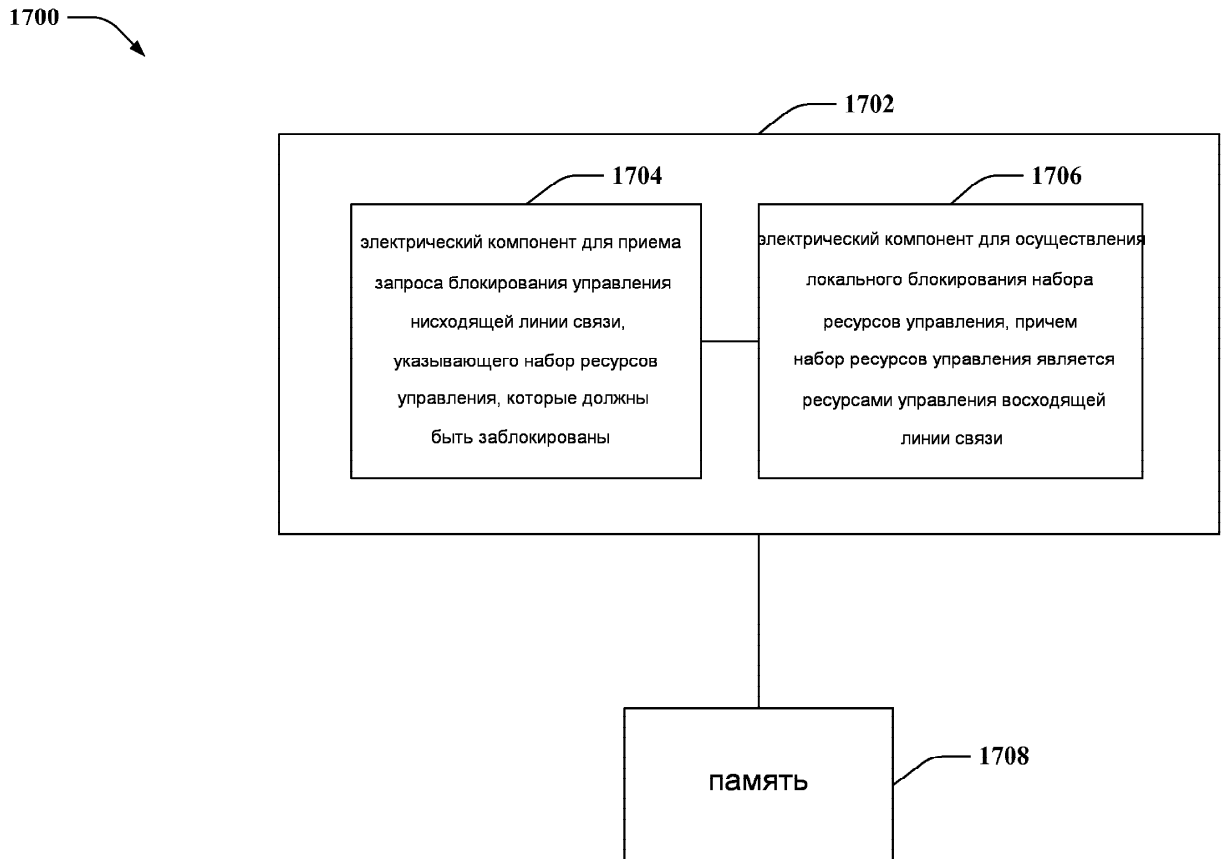 1700
1702
1704
1706
электрический компонент для приема
запроса блокирования управления
нисходящей линии связи,
указывающего набор ресурсов
управления, которые должны
быть заблокированы
электрический компонент для осуществления
локального блокирования набора
ресурсов управления, причем
набор ресурсов управления является
ресурсами управления восходящей
линии связи
1708
память